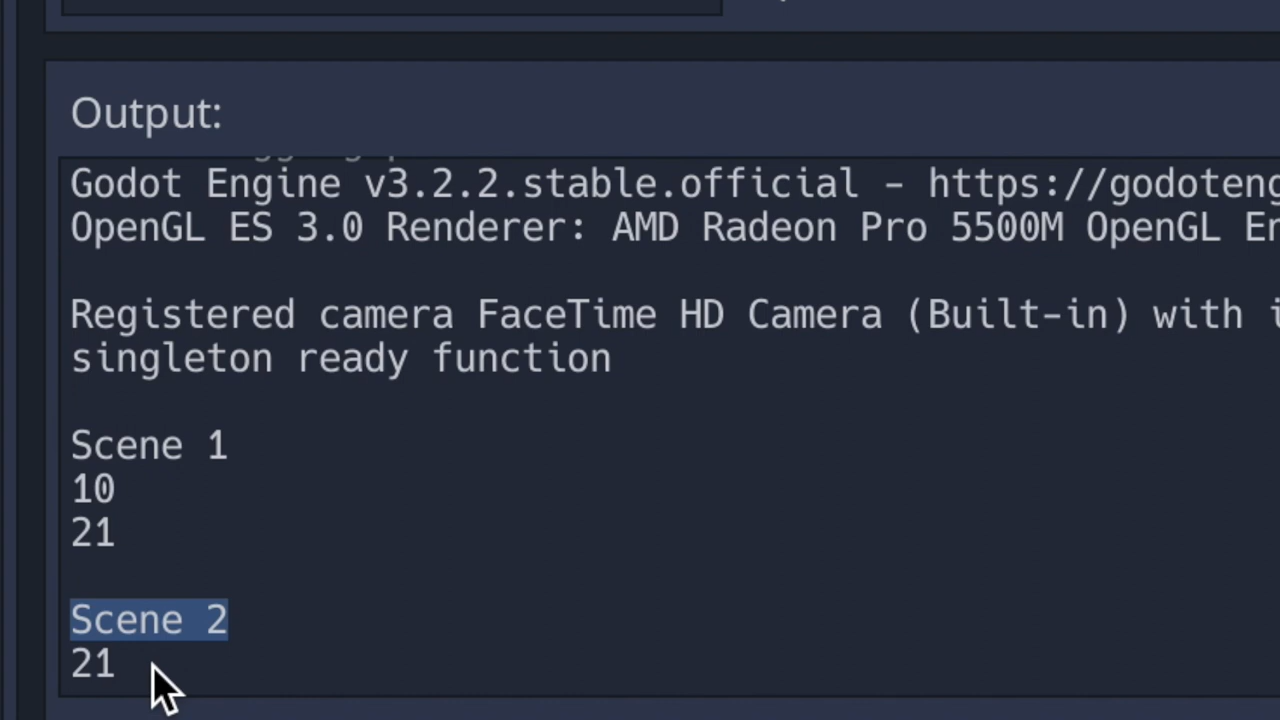 Output:
Godot Engine v3.2.2.stable.official - https://godoteng
OpenGL ES 3.0 Renderer: AMD Radeon Pro 5500M OpenGL En
Registered camera FaceTime HD Camera (Built-in) with i
singleton ready function
Scene 1
10
21
Scene 2
21